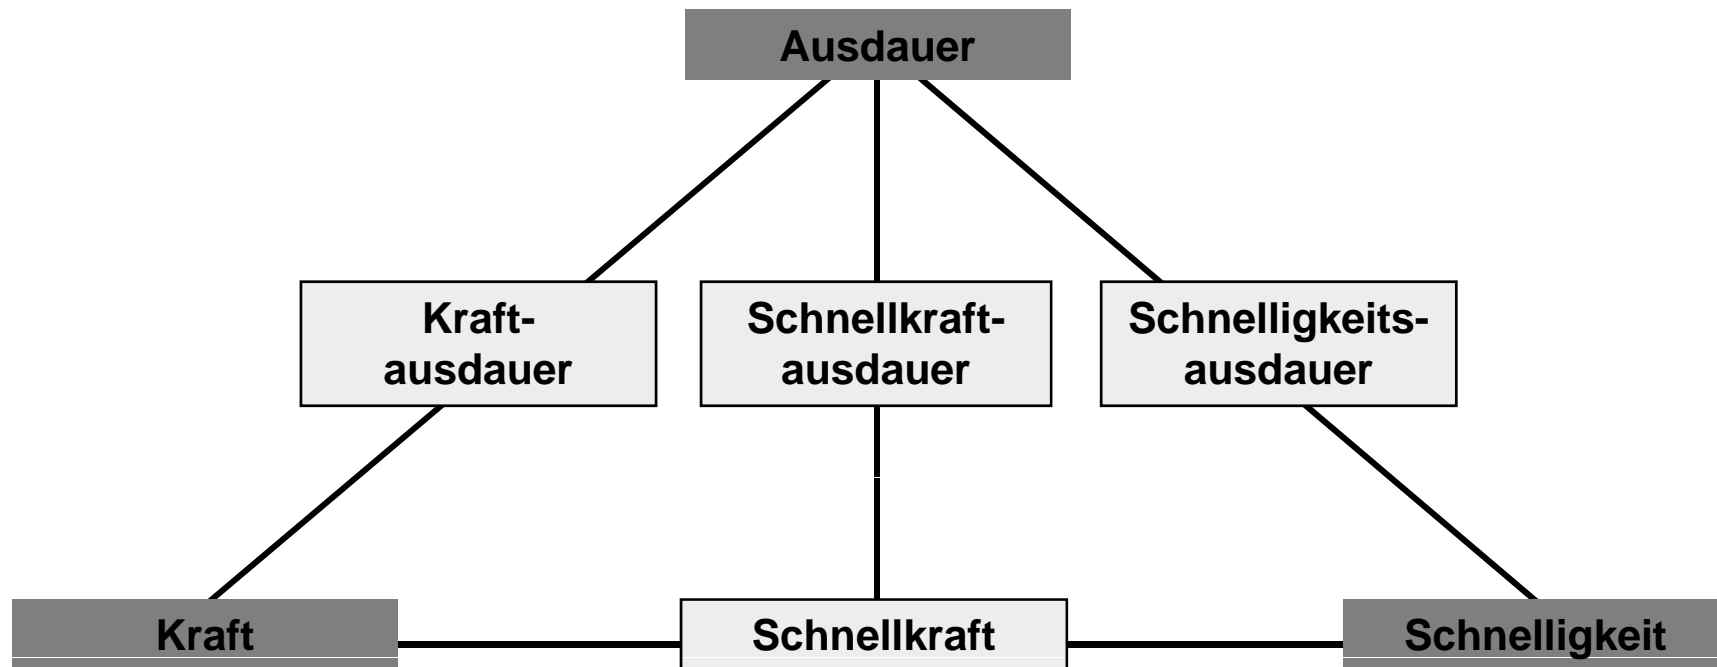 Ausdauer
Kraft-
ausdauer
Schnellkraft-
ausdauer
Schnelligkeits-
ausdauer
Kraft
Schnellkraft
Schnelligkeit